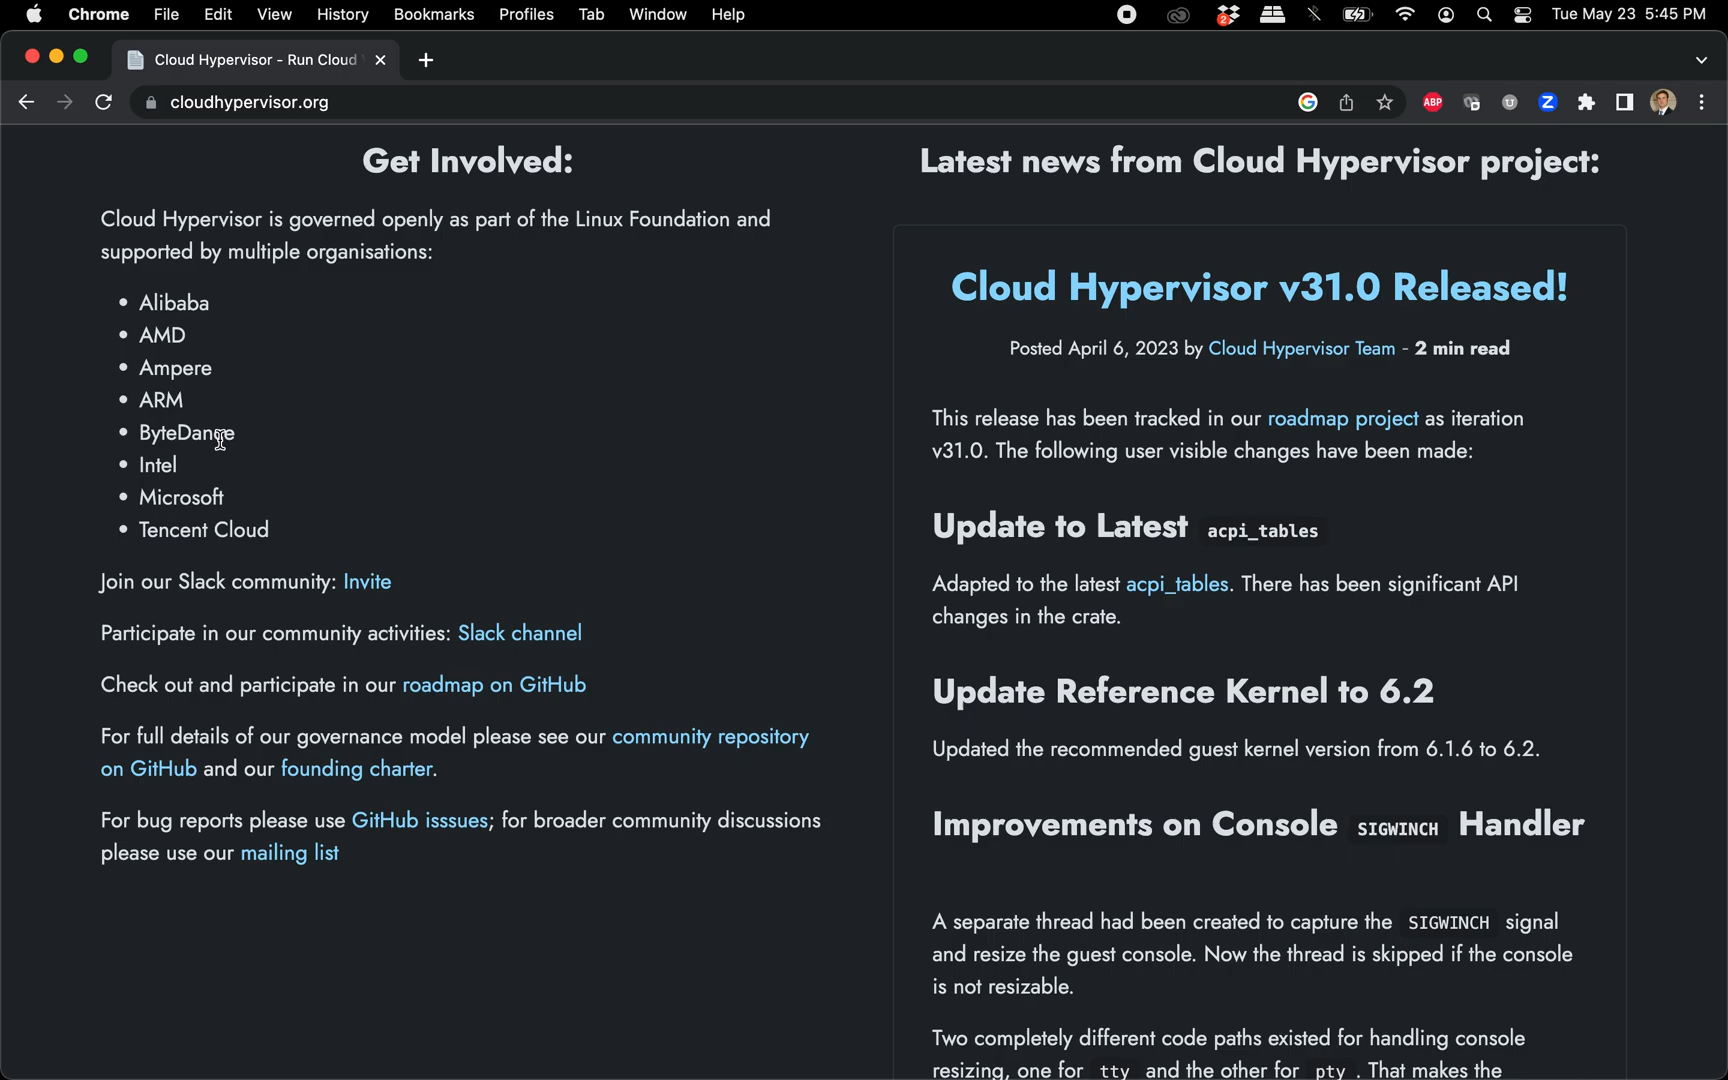 Chrome File Edit View History Bookmarks Profiles Tab Window Help
2
Tue May 23 5:45 PM
Cloud Hypervisor - Run Cloud
cloudhypervisor.org
ABP
Z
Get Involved:
Cloud Hypervisor is governed openly as part of the Linux Foundation and
supported by multiple organisations:
• Alibaba
• AMD
• Ampere
• ARM
• ByteDance
• Intel
• Microsoft
• Tencent Cloud
Join our Slack community: Invite
Participate in our community activities: Slack channel
Check out and participate in our roadmap on GitHub
For full details of our governance model please see our community repository
on GitHub and our founding charter.
For bug reports please use GitHub isssues; for broader community discussions
please use our mailing list
Latest news from Cloud Hypervisor project:
Cloud Hypervisor v31.0 Released!
Posted April 6, 2023 by Cloud Hypervisor Team - 2 min read
This release has been tracked in our roadmap project as iteration
v31.0. The following user visible changes have been made:
Update to Latest acpi_tables
Adapted to the latest acpi_tables. There has been significant API
changes in the crate.
Update Reference Kernel to 6.2
Updated the recommended guest kernel version from 6.1.6 to 6.2.
Improvements on Console SIGWINCH Handler
A separate thread had been created to capture the SIGWINCH signal
and resize the guest console. Now the thread is skipped if the console
is not resizable.
Two completely different code paths existed for handling console
resizing, one for tty and the other for pty . That makes the